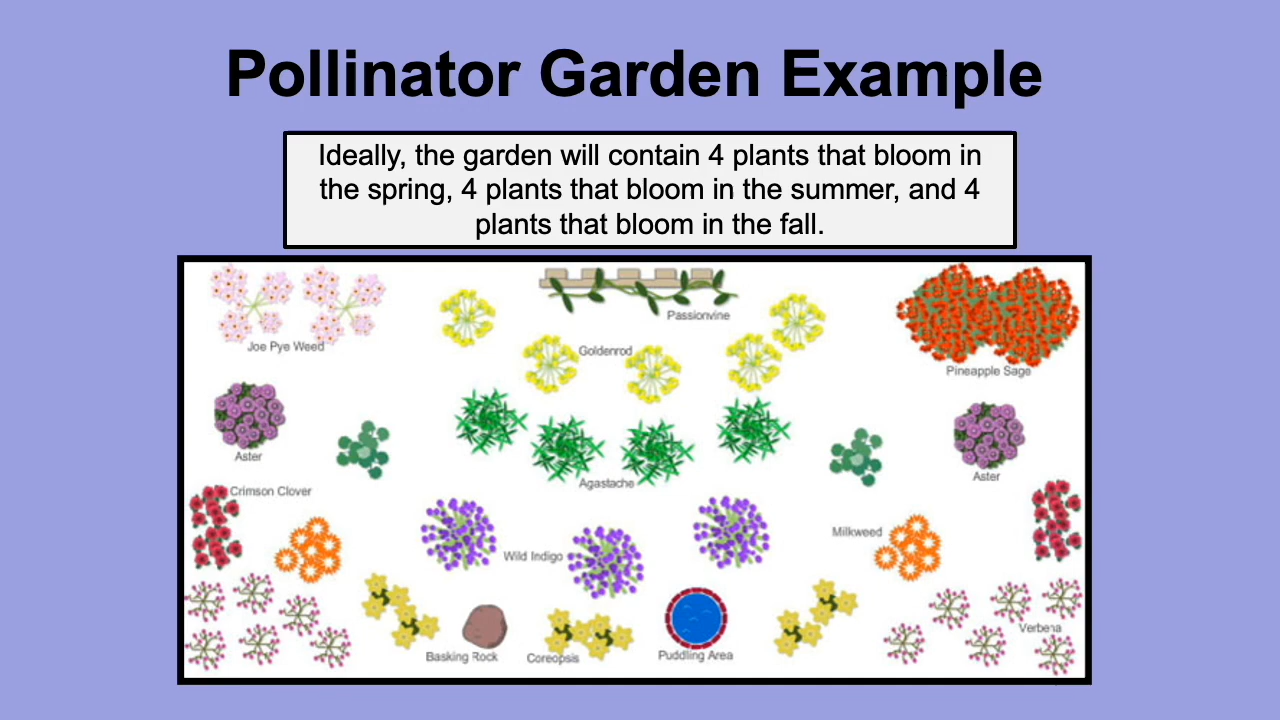 Pollinator Garden Example
Ideally, the garden will contain 4 plants that bloom in
the spring, 4 plants that bloom in the summer, and 4
plants that bloom in the fall.
Passionvine
Joe Pye Weed
Goldenrod
Pineapple Sage
Aster
Aster
Agastache
Crimson Clover
Milkweed
Wild Indigo
Verbena
Basking Rock
Coreopsis
Puddling Area